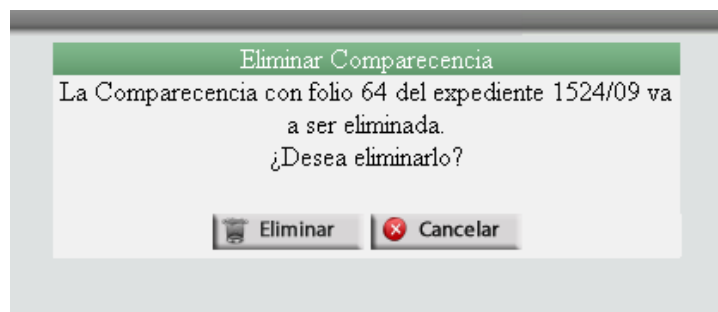 Eliminar Comparecencia
La Comparecencia con folio 64 del expediente 1524/09 va
a ser eliminada.
¿Desea eliminarlo?
Eliminar Cancelar